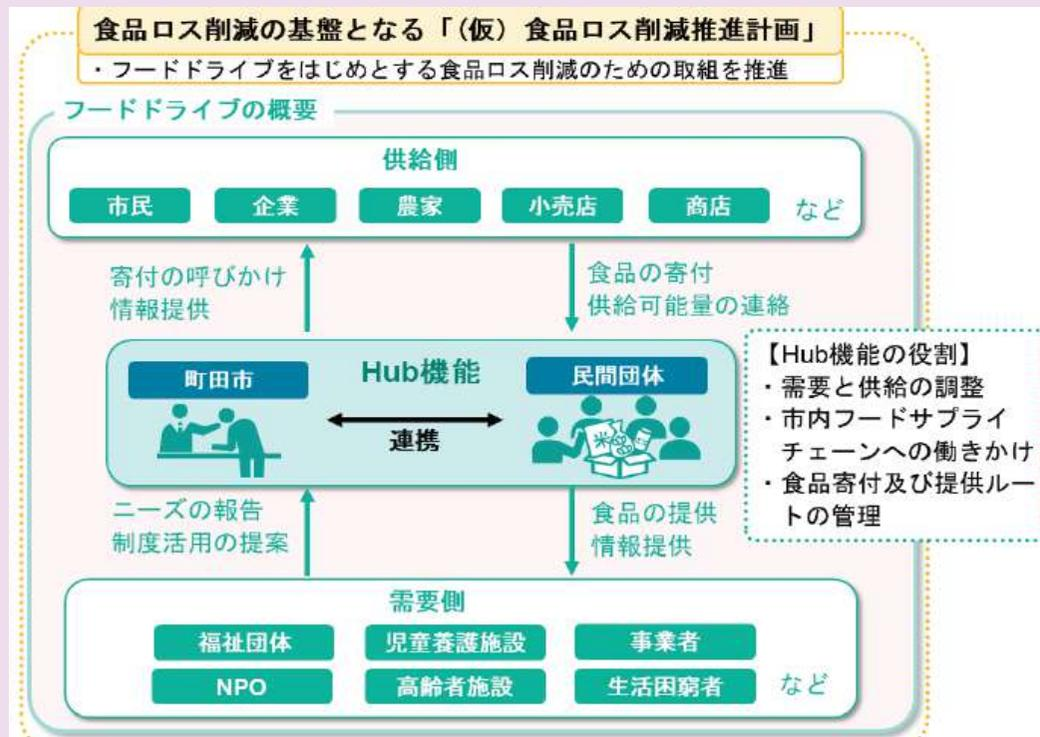 食品ロス削減の基盤となる「(仮)食品ロス削減推進計画」
・フードドライブをはじめとする食品ロス削減のための取組を推進
フードドライブの概要
供給側
市民 企業 農家 小売店 商店 など
寄付の呼びかけ
情報提供
食品の寄付
供給可能量の連絡
Hub機能
町田市
民間団体
米
連携
【Hub機能の役割】
・需要と供給の調整
・市内フードサプライ
チェーンへの働きかけ
・食品寄付及び提供ルー
トの管理
ニーズの報告
制度活用の提案
食品の提供
情報提供
需要側
福祉団体 児童養護施設 事業者
NPO 高齢者施設 生活困窮者 など